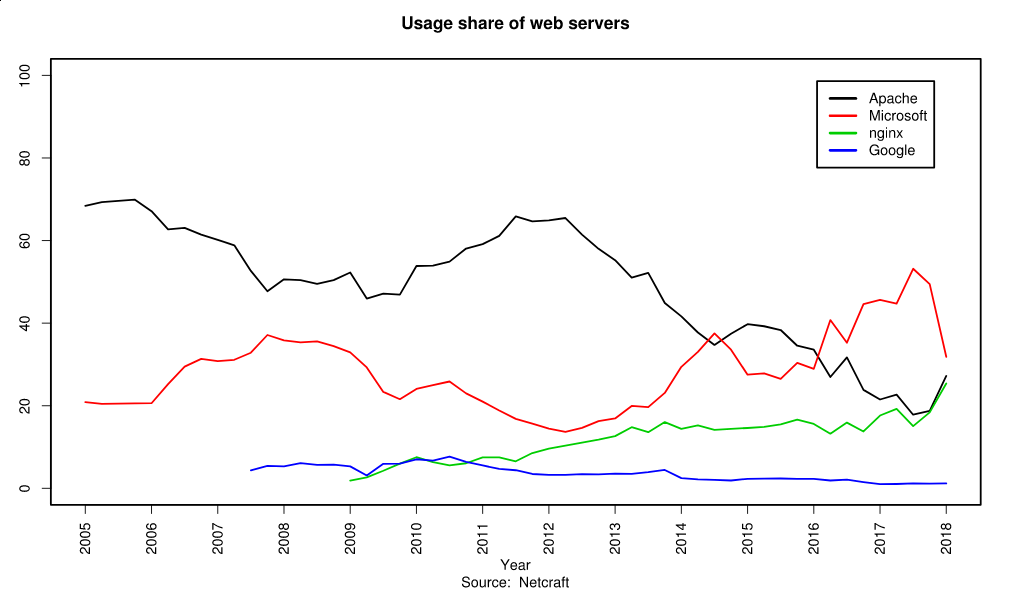 Usage share of web servers
100
80
60
40
20
0
Apache
Microsoft
nginx
Google
2005 2006 2007 2008 2009 2010 2011 2012 2013 2014 2015 2016 2017 2018
Year
Source: Netcraft